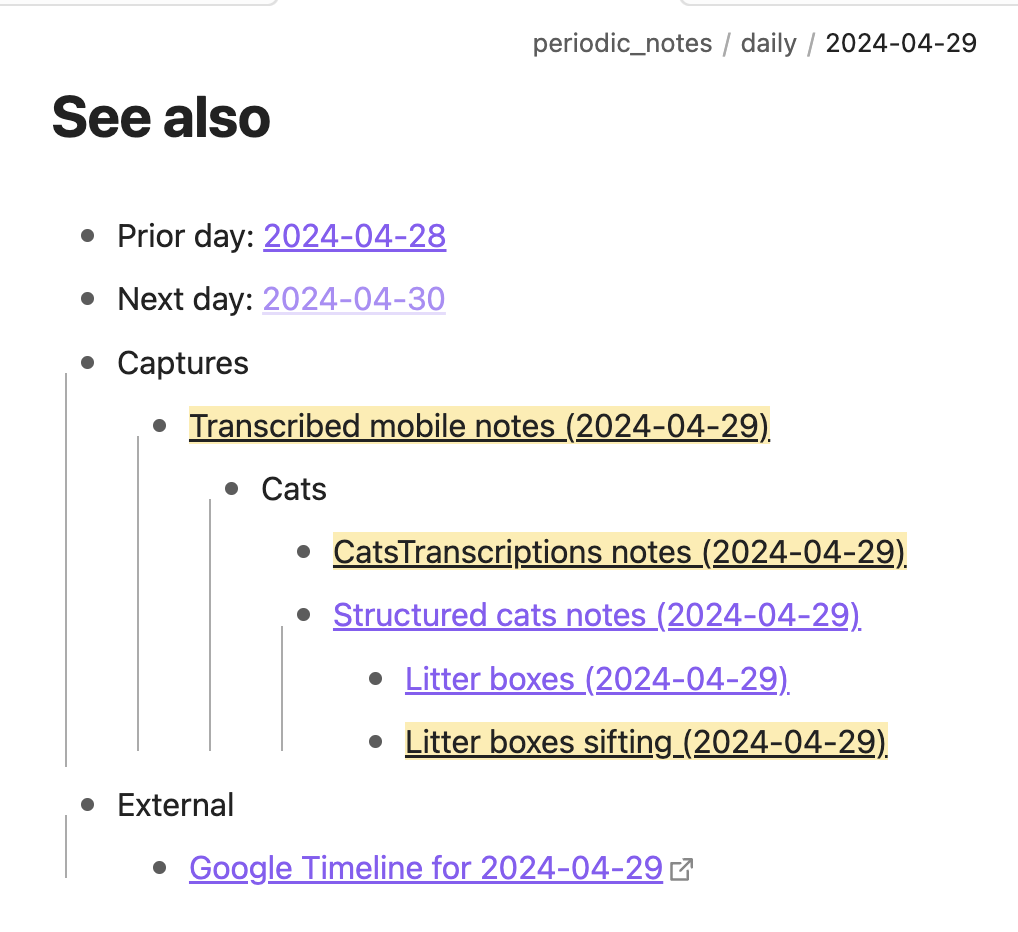 periodic_notes / daily / 2024-04-29
See also
Prior day: 2024-04-28
Next day: 2024-04-30
Captures
Transcribed mobile notes (2024-04-29)
Cats
CatsTranscriptions notes (2024-04-29)
Structured cats notes (2024-04-29)
Litter boxes (2024-04-29)
Litter boxes sifting (2024-04-29)
External
Google Timeline for 2024-04-29